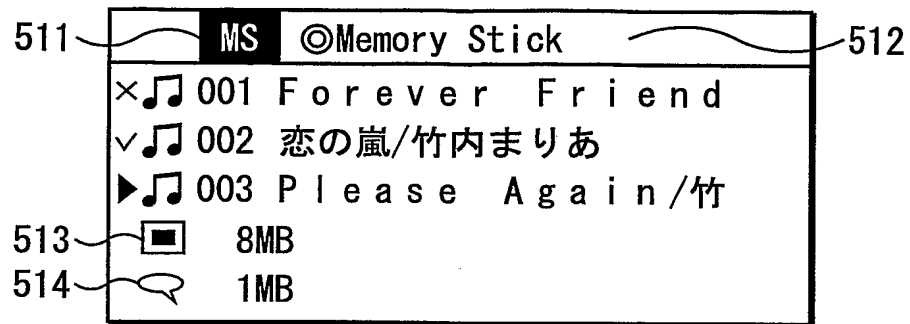 511 MS ◎Memory Stick 512
×♫001 Forever Friend
✓♫002 恋の嵐/竹内まりあ
▶♫003 Please Again/竹
513 8MB
514 1MB